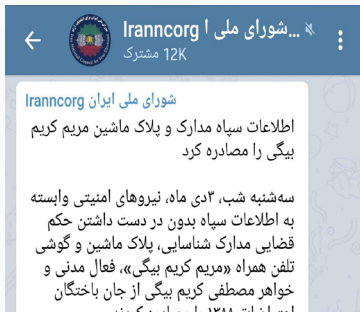 شورای ملی ا Iranncorg...
12K مشترک
شورای ملی ایران Iranncorg
اطلاعات سپاه مدارک و پلاک ماشین مریم کریم
بیگی را مصادره کرد
سه‌شنبه شب، ۳دی ماه، نیروهای امنیتی وابسته
به اطلاعات سپاه بدون در دست داشتن حکم
قضایی مدارک شناسایی، پلاک ماشین و گوشی
تلفن همراه «مریم کریم بیگی»، فعال مدنی و
خواهر مصطفی کریم بیگی از جان باختگان